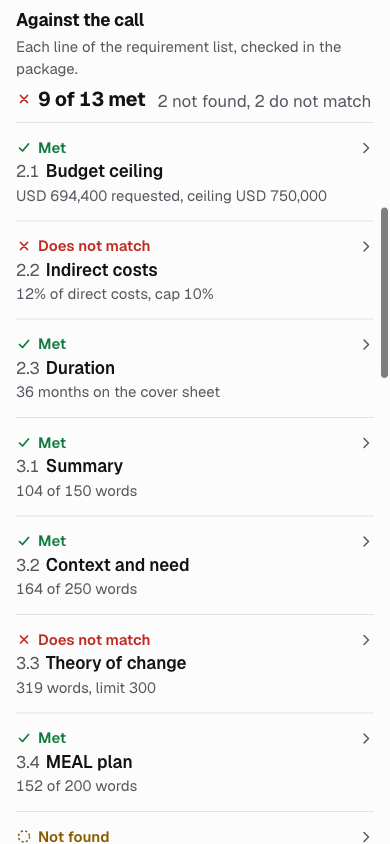 Against the call
Each line of the requirement list, checked in the
package.
9 of 13 met 2 not found, 2 do not match
Met
2.1 Budget ceiling
USD 694,400 requested, ceiling USD 750,000
Does not match
2.2 Indirect costs
12% of direct costs, cap 10%
Met
2.3 Duration
36 months on the cover sheet
Met
3.1 Summary
104 of 150 words
Met
3.2 Context and need
164 of 250 words
Does not match
3.3 Theory of change
319 words, limit 300
Met
3.4 MEAL plan
152 of 200 words
Not found